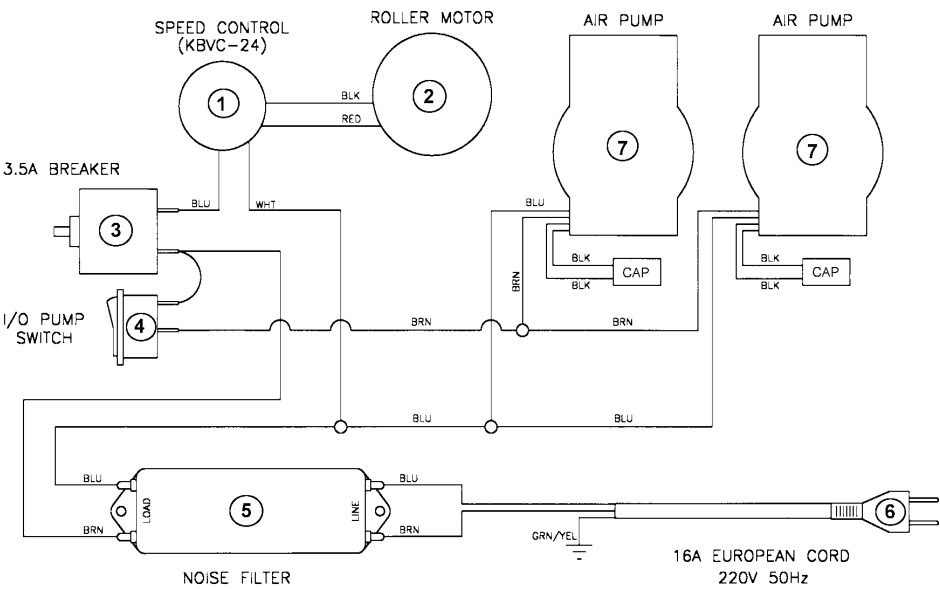 SPEED CONTROL
(KBVC-24)
ROLLER MOTOR
AIR PUMP
AIR PUMP
1
BLK
2
RED
7
7
3.5A BREAKER
BLU
WHT
BLU
3
BLK
CAP
BLK
BLK
CAP
BLK
BRN
I/O PUMP
SWITCH
4
BRN
BRN
BLU
BLU
BLU
LOAD
5
LINE
BLU
BRN
BRN
6
GRN/YEL
NOISE FILTER
16A EUROPEAN CORD
220V 50Hz